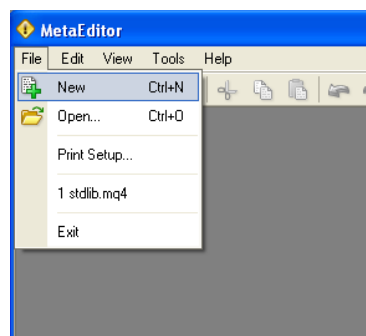 MetaEditor
File Edit View Tools Help
New Ctrl+N
Open... Ctrl+O
Print Setup...
1 stdlib.mq4
Exit